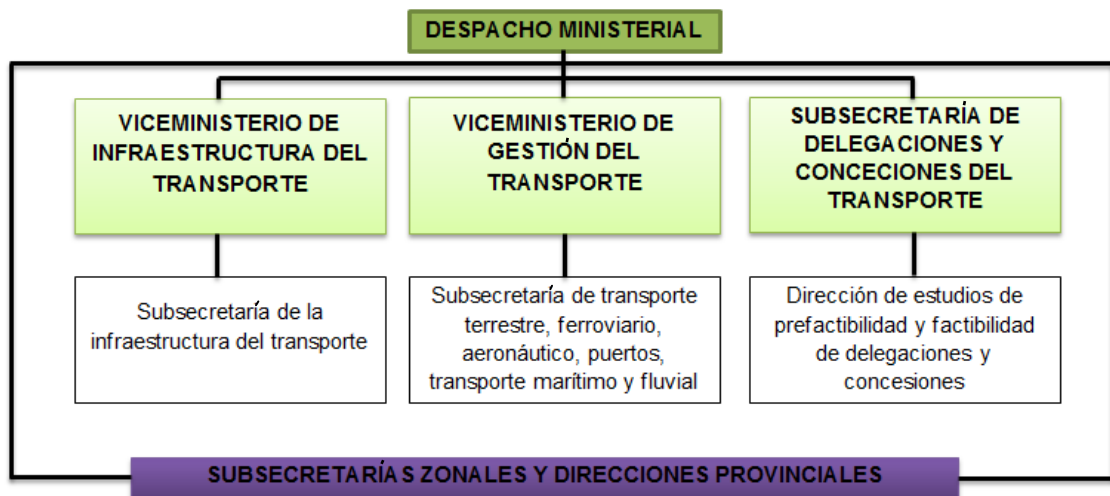 DESPACHO MINISTERIAL
VICEMINISTERIO DE
INFRAESTRUCTURA DEL
TRANSPORTE
VICEMINISTERIO DE
GESTIÓN DEL
TRANSPORTE
SUBSECRETARÍA DE
DELEGACIONES Y
CONCECIONES DEL
TRANSPORTE
Subsecretaría de la
infraestructura del transporte
Subsecretaría de transporte
terrestre, ferroviario,
aeronáutico, puertos,
transporte marítimo y fluvial
Dirección de estudios de
prefactibilidad y factibilidad
de delegaciones y
concesiones
SUBSECRETARÍAS ZONALES Y DIRECCIONES PROVINCIALES